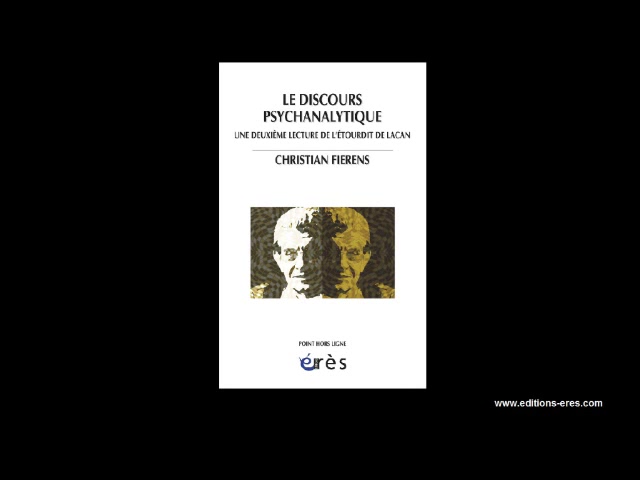 LE DISCOURS
PSYCHANALYTIQUE
UNE DEUXIÈME LECTURE DE L'ÉTOURDIT DE LACAN
CHRISTIAN FIERENS
POINT HORS LIGNE
érès
www.editions-eres.com